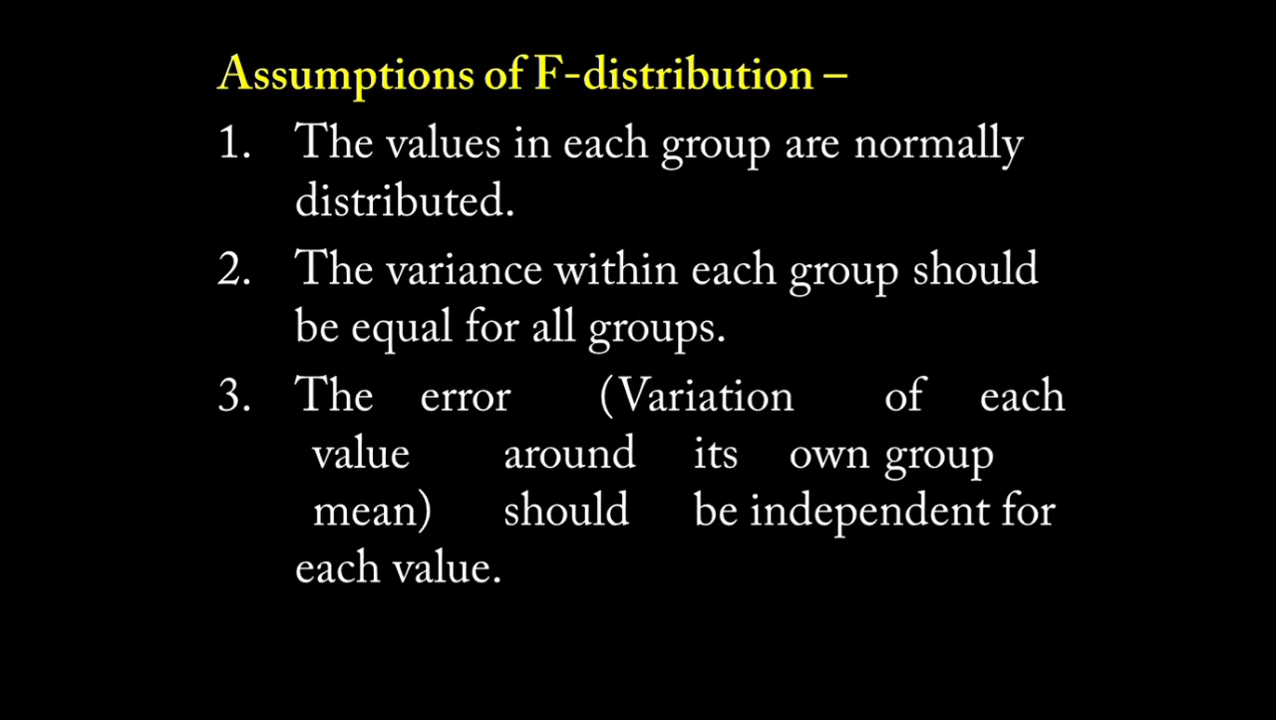 Assumptions of F-distribution –
1. The values in each group are normally
distributed.
2. The variance within each group should
be equal for all groups.
3. The error (Variation of each
value around its own group
mean) should be independent for
each value.